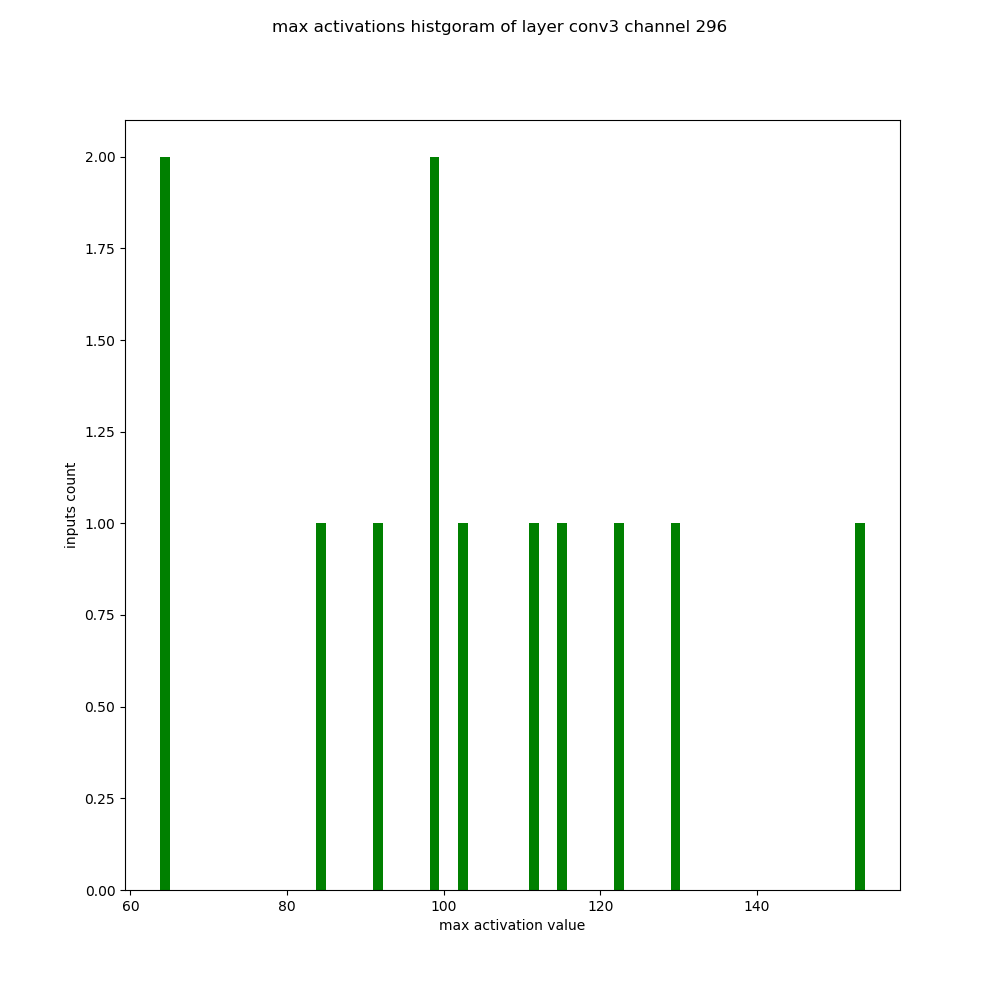 max activations histgoram of layer conv3 channel 296
2.00
1.75
1.50
1.25
1.00
0.75
0.50
0.25
0.00
inputs count
60 80 100 120 140
max activation value